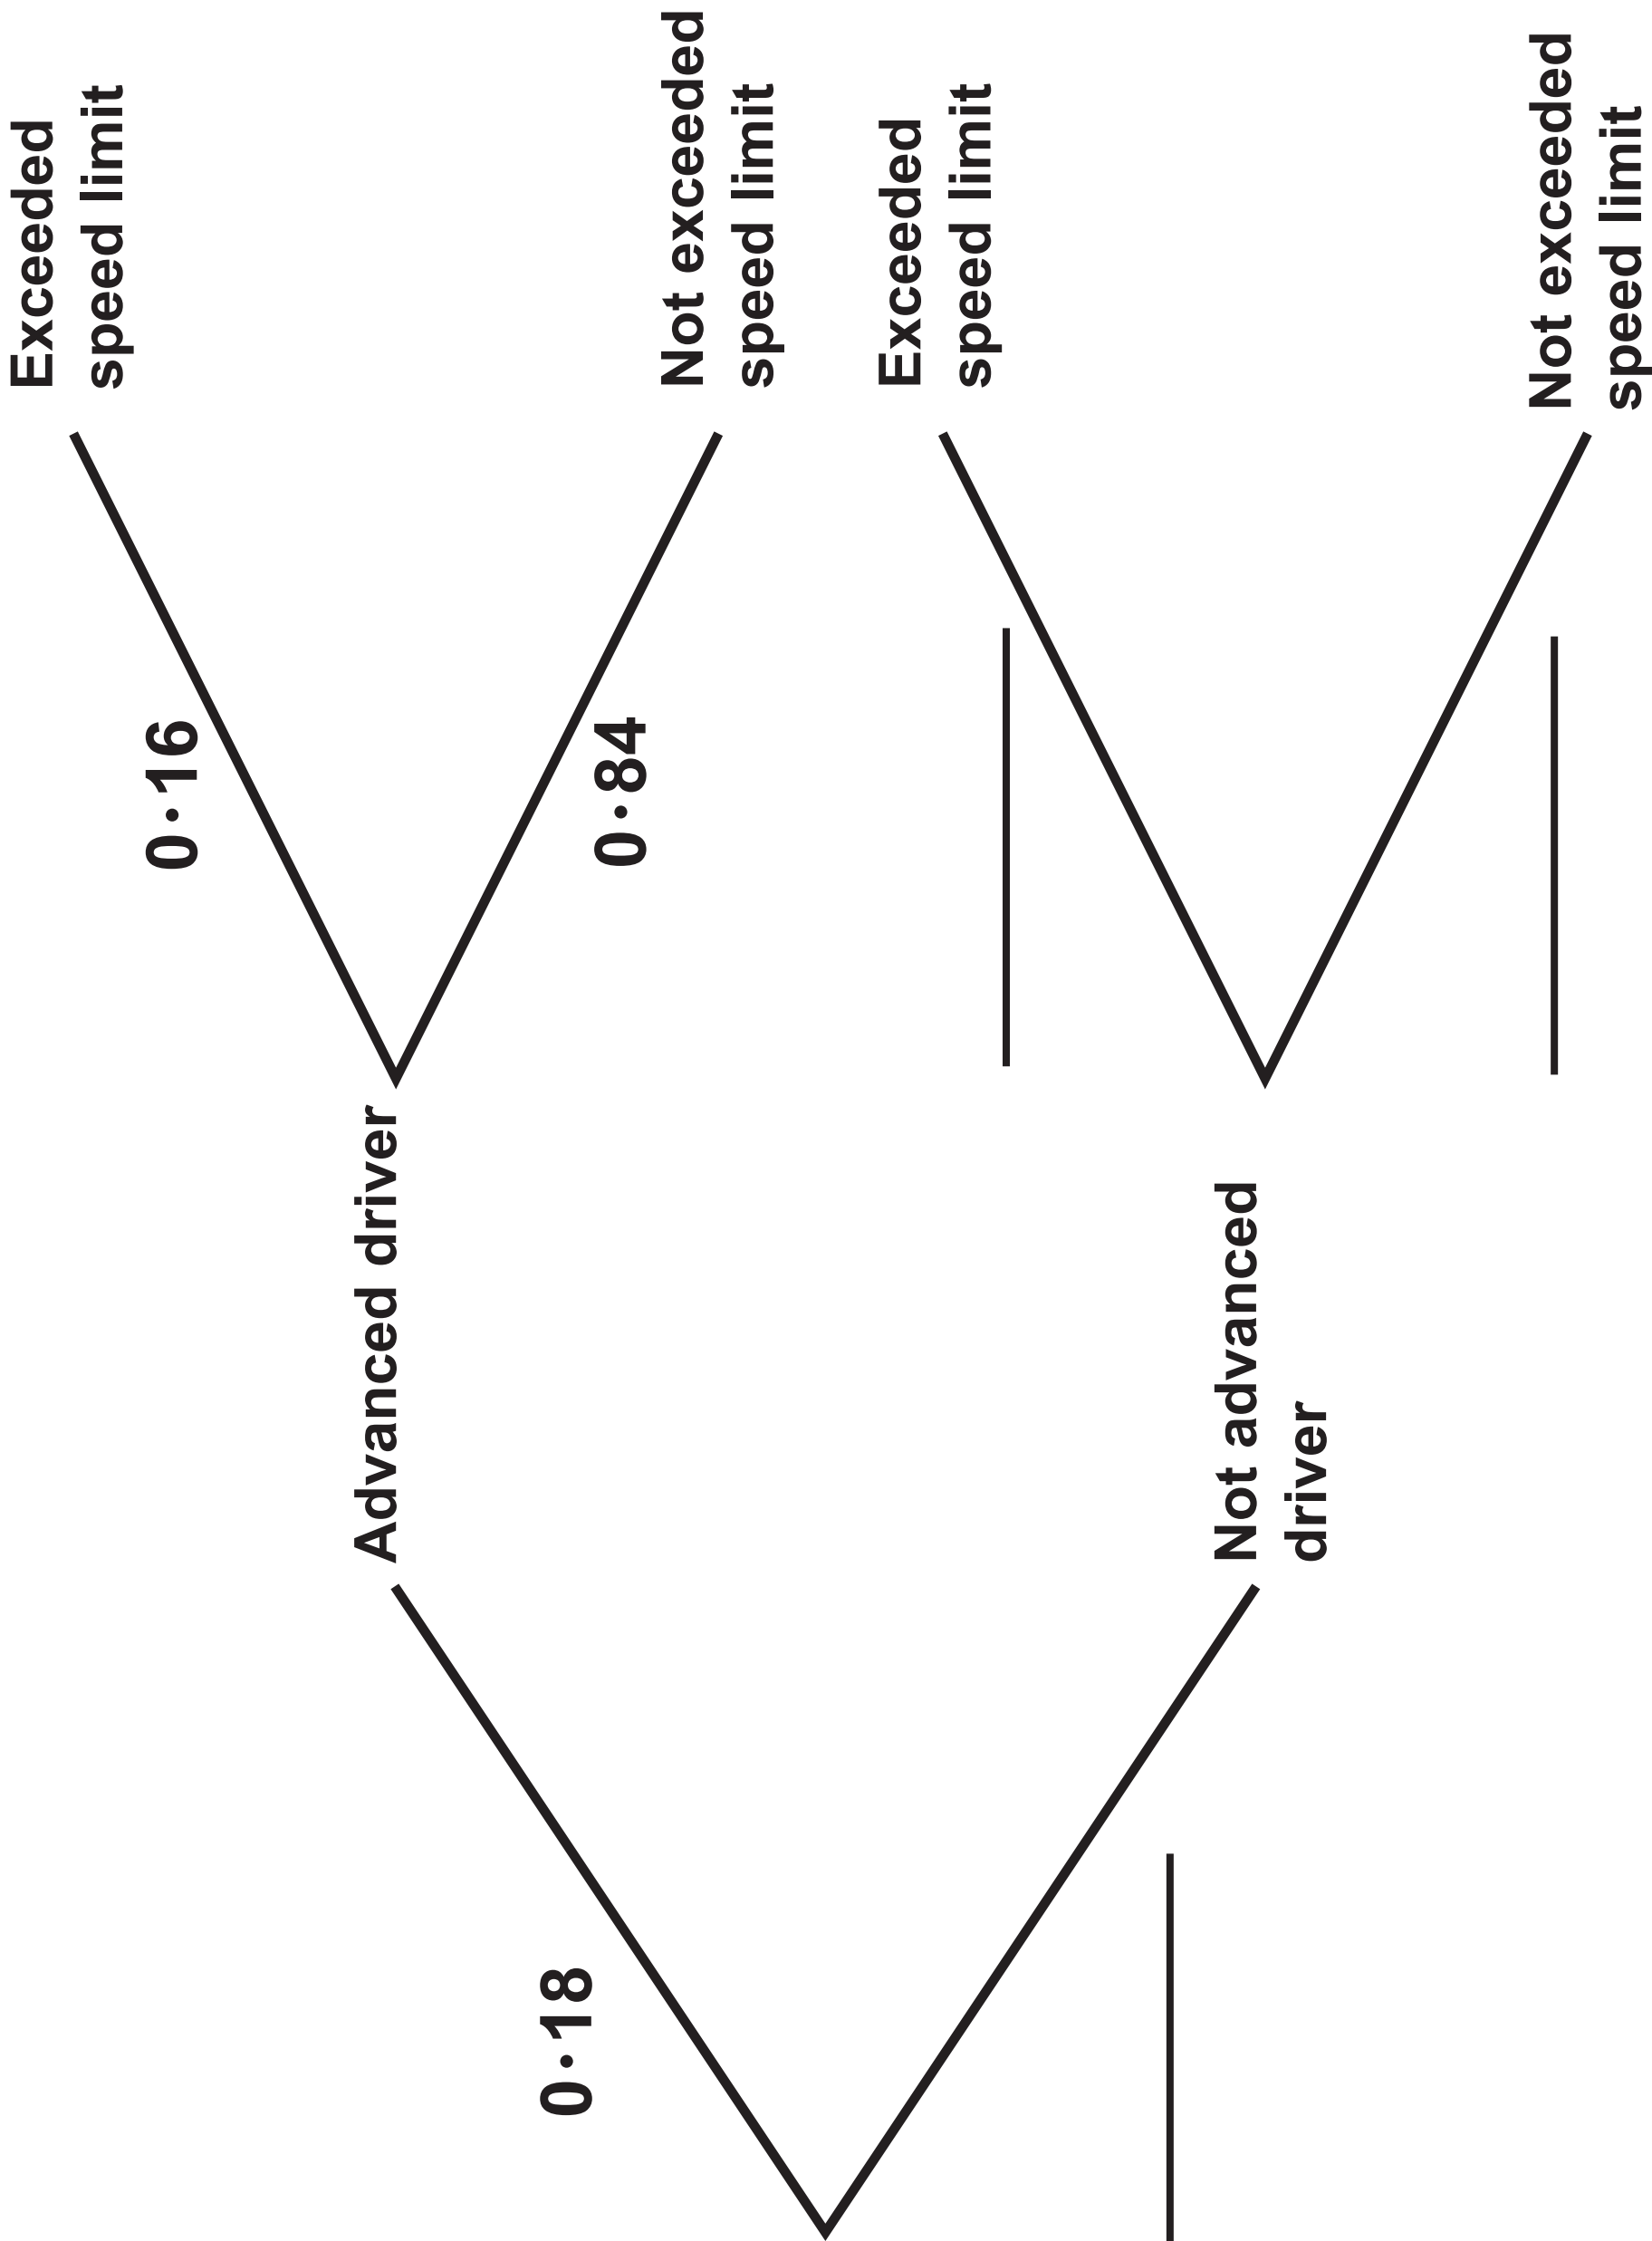 Exceeded
speed limit
0·16
Advanced driver
0·84
Not exceeded
speed limit
0·18
Exceeded
speed limit
Not advanced
driver
Not exceeded
speed limit